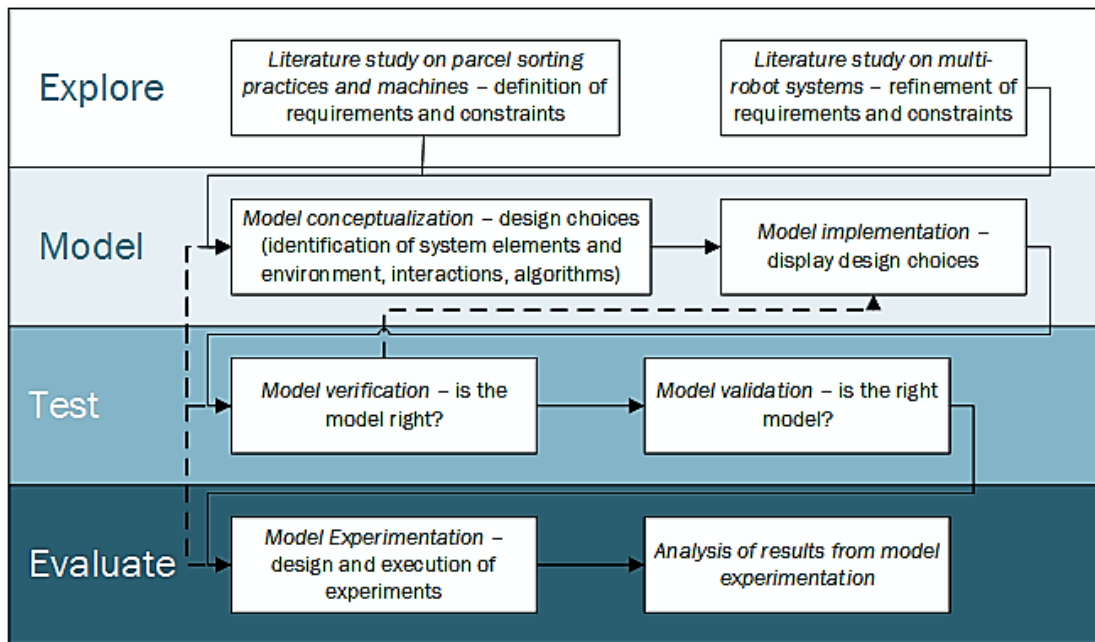 Explore
Literature study on parcel sorting
practices and machines – definition of
requirements and constraints
Literature study on multi-
robot systems – refinement of
requirements and constraints
Model
Model conceptualization – design choices
(identification of system elements and
environment, interactions, algorithms)
Model implementation –
display design choices
Test
Model verification – is the
model right?
Model validation – is the right
model?
Evaluate
Model Experimentation –
design and execution of
experiments
Analysis of results from model
experimentation